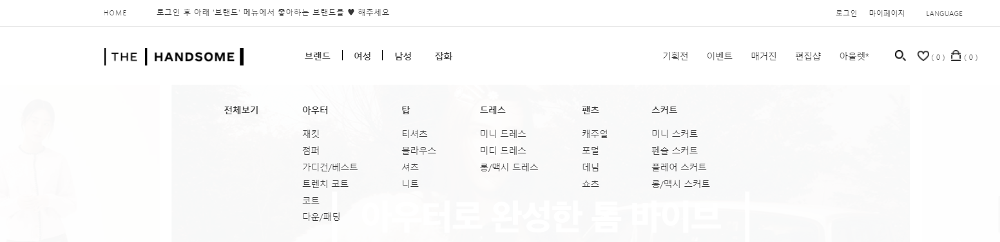 HOME 로그인 후 아래 '브랜드' 메뉴에서 좋아하는 브랜드를 ♥ 해주세요 로그인 마이페이지 LANGUAGE
THE HANDSOME 브랜드 여성 남성 잡화 기획전 이벤트 매거진 편집샵 아울렛* ( 0 ) ( 0 )
전체보기 아우터 탑 드레스 팬츠 스커트
재킷 티셔츠 미니 드레스 캐주얼 미니 스커트
점퍼 블라우스 미디 드레스 포멀 펜슬 스커트
가디건/베스트 셔츠 롱/맥시 드레스 데님 플레어 스커트
트렌치 코트 니트 쇼츠 롱/맥시 스커트
코트
다운/패딩
아우터로 완성한 톰 바이브